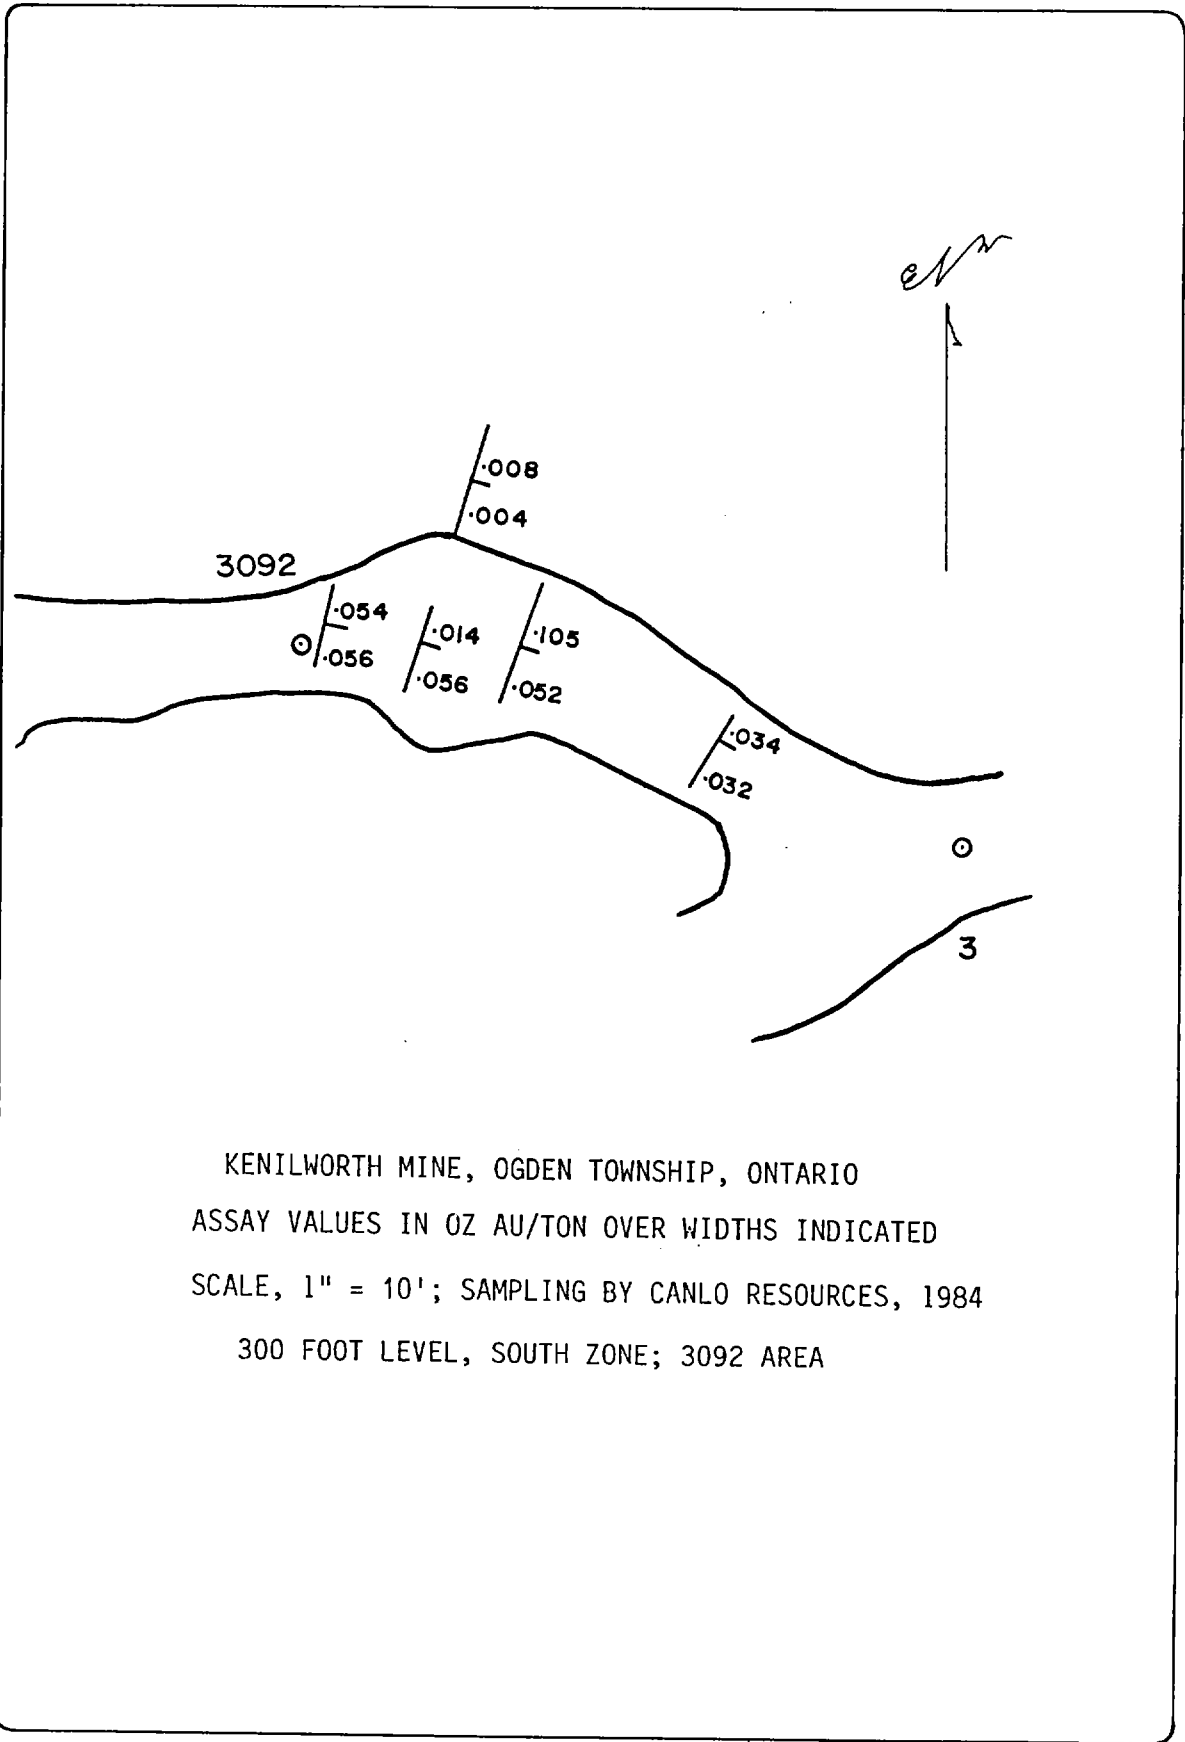 N
.008
.004
3092
.054
.056
.014
.056
.105
.052
.034
.032
3
KENILWORTH MINE, OGDEN TOWNSHIP, ONTARIO
ASSAY VALUES IN OZ AU/TON OVER WIDTHS INDICATED
SCALE, 1" = 10'; SAMPLING BY CANLO RESOURCES, 1984
300 FOOT LEVEL, SOUTH ZONE; 3092 AREA